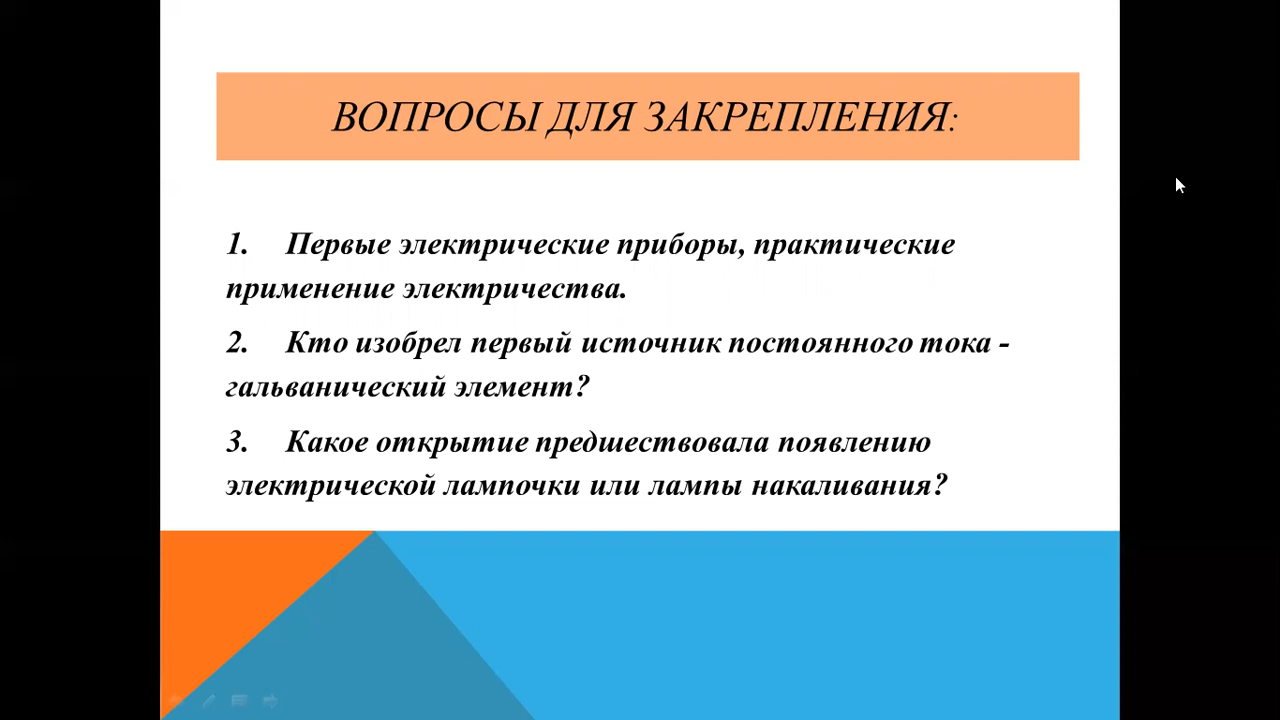 ВОПРОСЫ ДЛЯ ЗАКРЕПЛЕНИЯ:
1. Первые электрические приборы, практические
применение электричества.
2. Кто изобрел первый источник постоянного тока -
гальванический элемент?
3. Какое открытие предшествовала появлению
электрической лампочки или лампы накаливания?